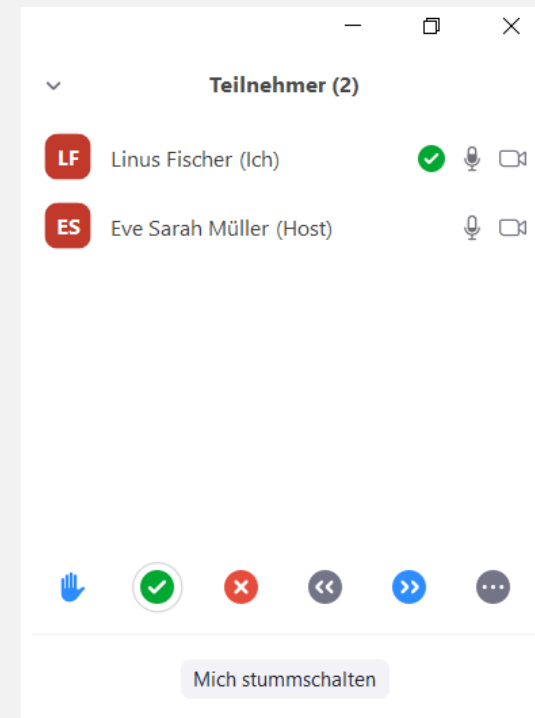 Teilnehmer (2)
LF Linus Fischer (Ich)
ES Eve Sarah Müller (Host)
Mich stummschalten